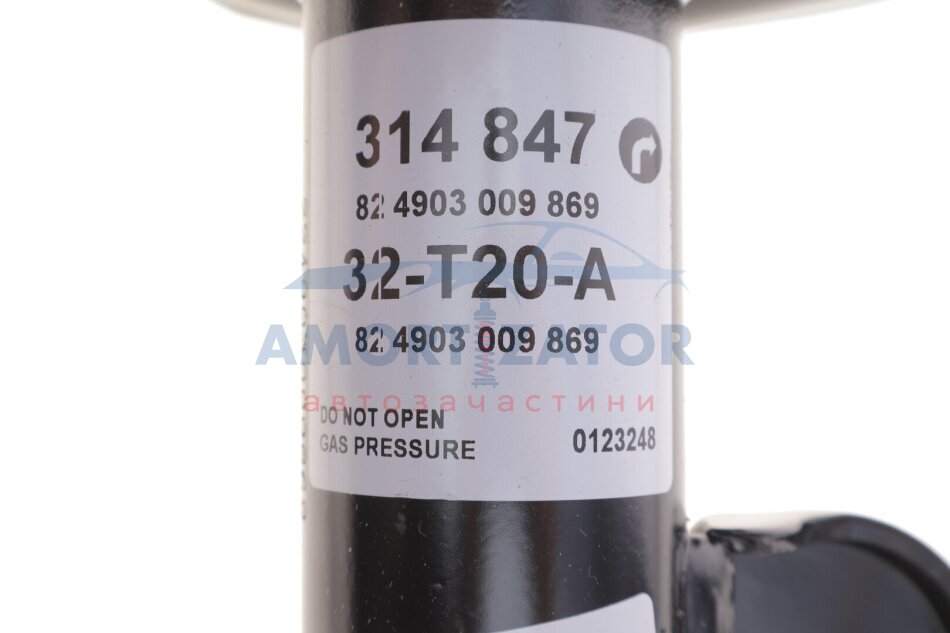 314 847
82 4903 009 869
32-T20-A
82 4903 009 869
AMORTIZATOR
автозачастини
DO NOT OPEN
GAS PRESSURE 0123248